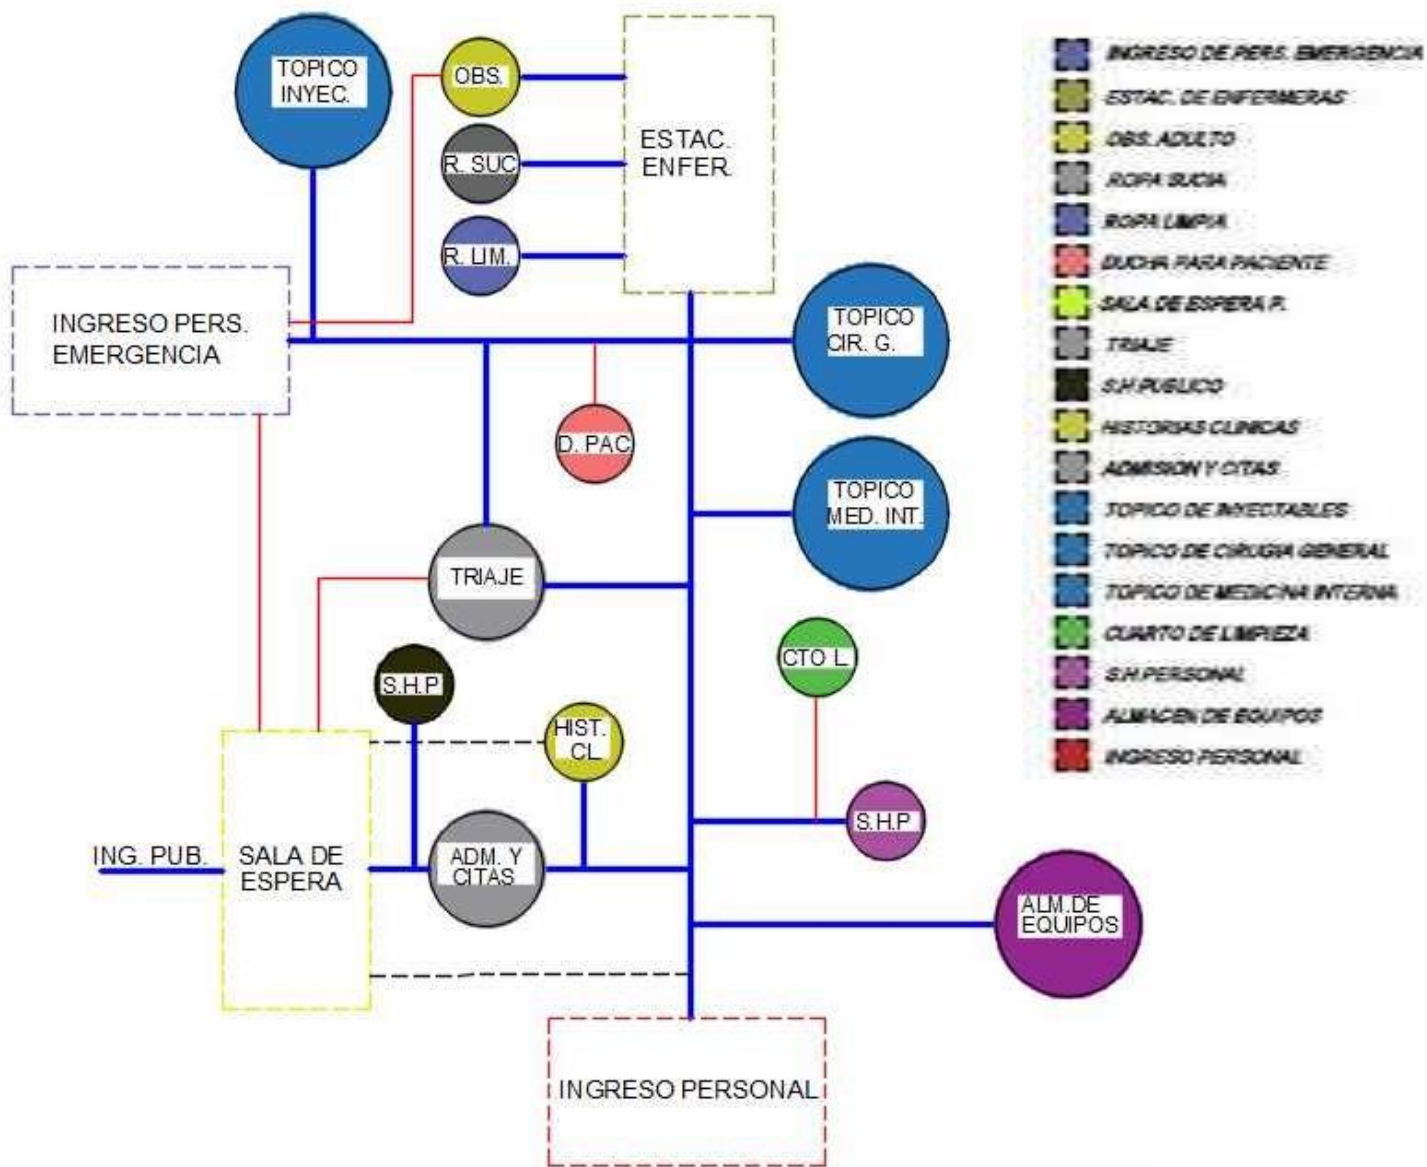 TOPICO
INYEC.
OBS.
R. SUC
R. LIM.
ESTAC.
ENFER.
INGRESO PERS.
EMERGENCIA
TOPICO
CIR. G.
D. PAC
TOPICO
MED. INT.
TRIAJE
CTO L.
S.H.P
HIST.
CL.
S.H.P
ING. PUB.
SALA DE
ESPERA
ADM. Y
CITAS
ALM.DE
EQUIPOS
INGRESO PERSONAL
INGRESO DE PERS. EMERGENCIA
ESTAC. DE ENFERMERAS
OBS. ADULTO
ROPA SUCIA
ROPA LIMPIA
DUCHA PARA PACIENTE
SALA DE ESPERA P.
TRIAJE
S.H PUBLICO
HISTORIAS CLINICAS
ADMISION Y CITAS
TOPICO DE INYECTABLES
TOPICO DE CIRUGIA GENERAL
TOPICO DE MEDICINA INTERNA
CUARTO DE LIMPIEZA
S.H PERSONAL
ALMACEN DE EQUIPOS
INGRESO PERSONAL